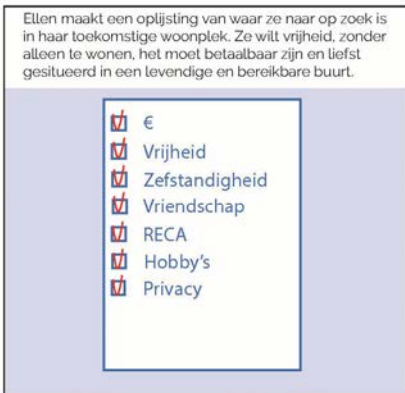 Ellen maakt een oplijsting van waar ze naar op zoek is
in haar toekomstige woonplek. Ze wilt vrijheid, zonder
alleen te wonen, het moet betaalbaar zijn en liefst
gesitueerd in een levendige en bereikbare buurt.
€
Vrijheid
Zefstandigheid
Vriendschap
RECA
Hobby's
Privacy